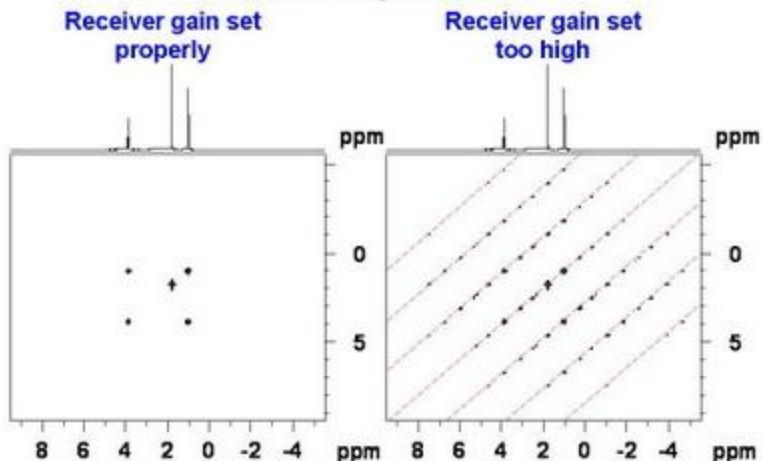 Receiver gain set
properly
Receiver gain set
too high
ppm
ppm
0
5
0
5
8 6 4 2 0 -2 -4 ppm
8 6 4 2 0 -2 -4 ppm